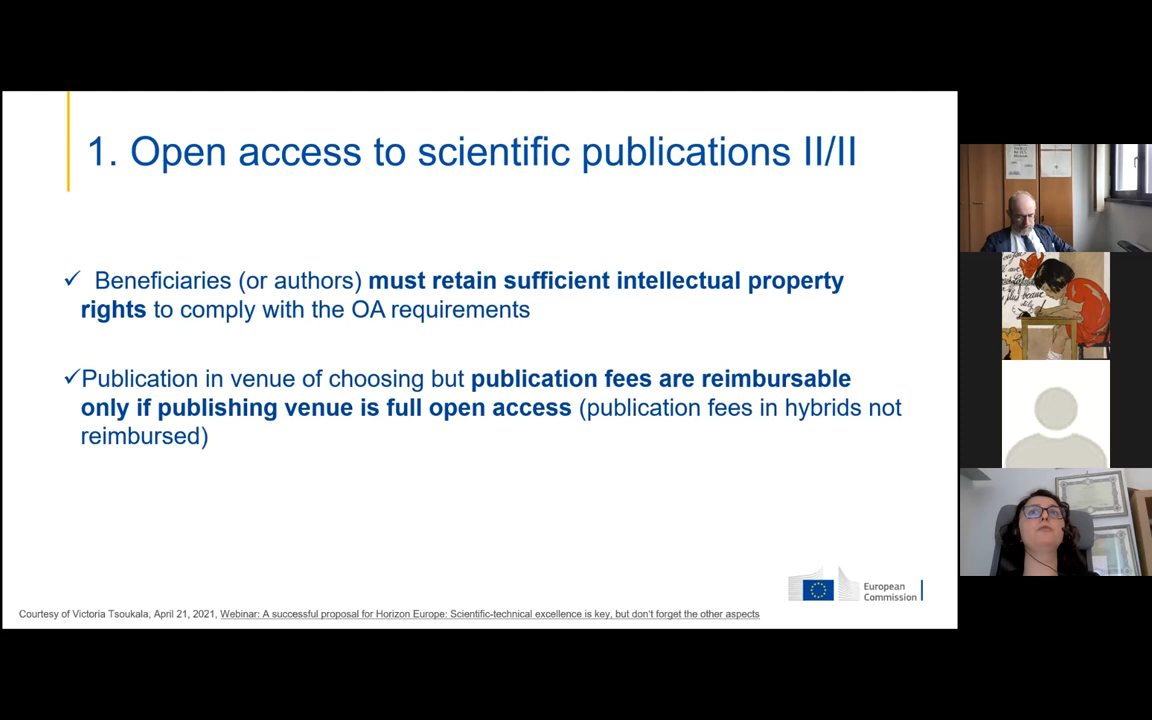 1. Open access to scientific publications II/II
✓ Beneficiaries (or authors) must retain sufficient intellectual property
rights to comply with the OA requirements
✓Publication in venue of choosing but publication fees are reimbursable
only if publishing venue is full open access (publication fees in hybrids not
reimbursed)
European
Commission
Courtesy of Victoria Tsoukala, April 21, 2021, Webinar: A successful proposal for Horizon Europe: Scientific-technical excellence is key, but don't forget the other aspects